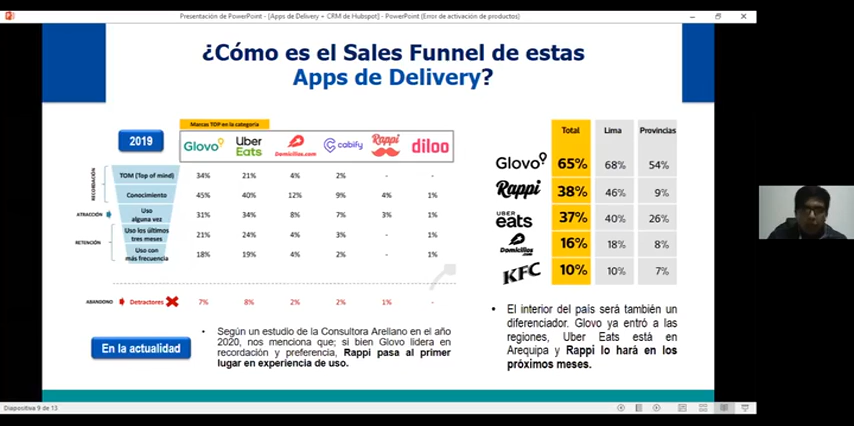 Presentación de PowerPoint - [Apps de Delivery + CRM de Hubspot] - PowerPoint (Error de activación de productos)
¿Cómo es el Sales Funnel de estas
Apps de Delivery?
2019
Marcas TOP en la categoría
Glovo Uber Eats Domicilios.com cabify Rappi diloo
RECORDACIÓN
TOM (Top of mind) 34% 21% 4% 2% - -
Conocimiento 45% 40% 12% 9% 4% 1%
ATRACCIÓN Uso alguna vez 31% 34% 8% 7% 3% 1%
RETENCIÓN
Uso los últimos tres meses 21% 24% 4% 3% - 1%
Uso con más frecuencia 18% 19% 4% 2% - 1%
ABANDONO Detractores 7% 8% 2% 2% 1% -
Total Lima Provincias
Glovo 65% 68% 54%
Rappi 38% 46% 9%
UBER eats 37% 40% 26%
Domicilios.com 16% 18% 8%
KFC 10% 10% 7%
En la actualidad
• Según un estudio de la Consultora Arellano en el año
2020, nos menciona que; si bien Glovo lidera en
recordación y preferencia, Rappi pasa al primer
lugar en experiencia de uso.
• El interior del país será también un
diferenciador. Glovo ya entró a las
regiones, Uber Eats está en
Arequipa y Rappi lo hará en los
próximos meses.
Diapositiva 9 de 13